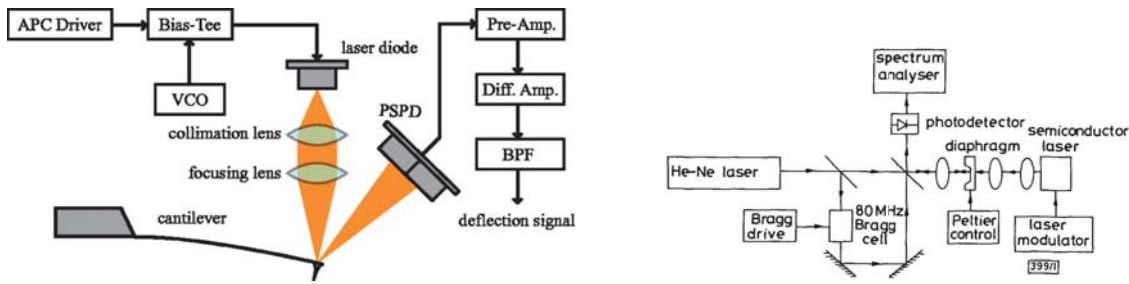 APC Driver
Bias-Tee
VCO
laser diode
collimation lens
focusing lens
cantilever
PSPD
Pre-Amp.
Diff. Amp.
BPF
deflection signal
spectrum
analyser
photodetector
diaphragm
semiconductor
laser
He-Ne laser
Bragg
drive
80MHz
Bragg
cell
Peltier
control
laser
modulator
399/1